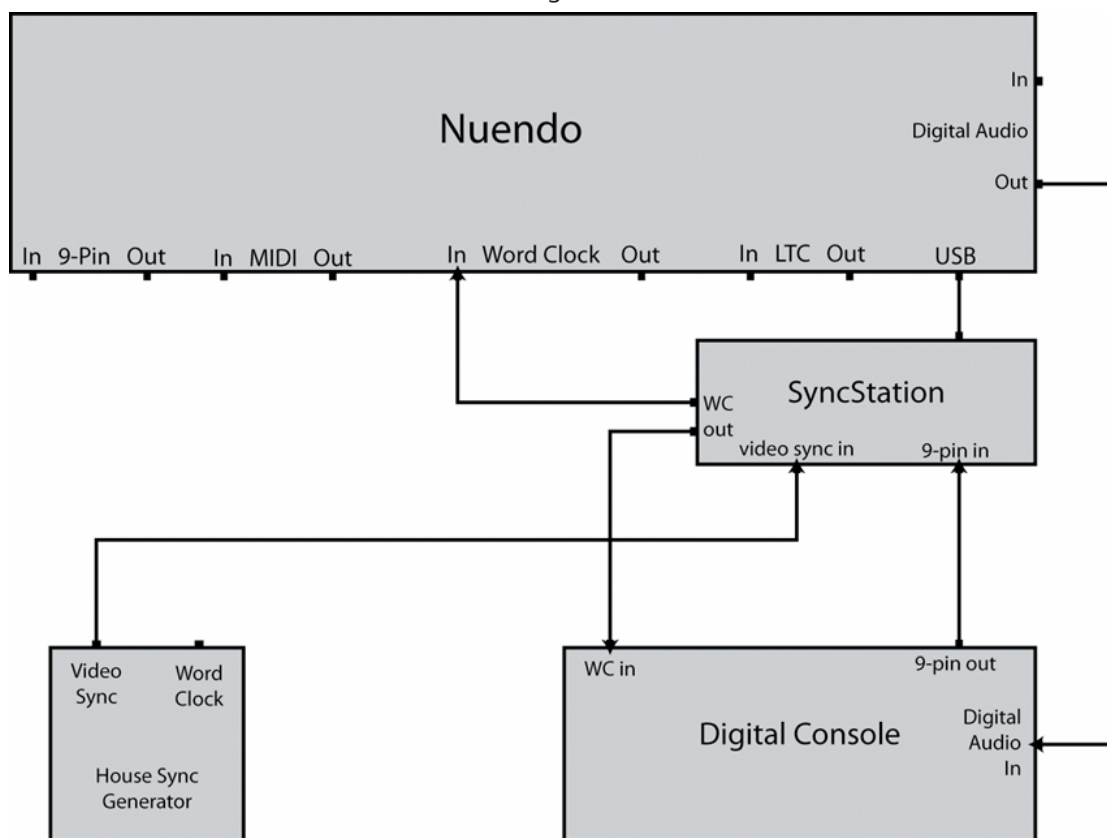 In
Nuendo
Digital Audio
Out
In 9-Pin Out In MIDI Out In Word Clock Out In LTC Out USB
SyncStation
WC
out
video sync in 9-pin in
Video
Sync
Word
Clock
House Sync
Generator
WC in
9-pin out
Digital Console
Digital
Audio
In